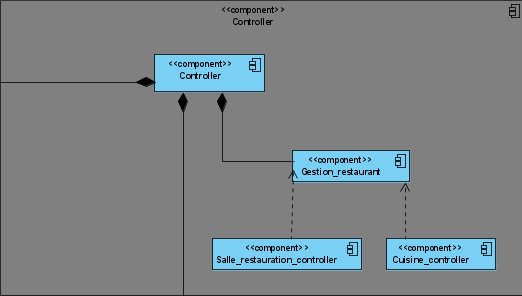 <<component>>
Controller
<<component>>
Controller
<<component>>
Gestion_restaurant
<<component>>
Salle_restauration_controller
<<component>>
Cuisine_controller